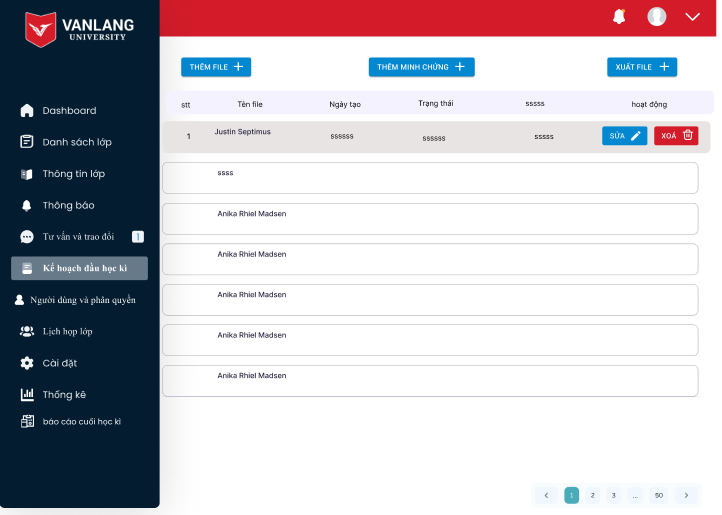 VANLANG
UNIVERSITY
Dashboard
Danh sách lớp
Thông tin lớp
Thông báo
Tư vấn và trao đổi 1
Kế hoạch đầu học kì
Người dùng và phân quyền
Lịch họp lớp
Cài đặt
Thống kê
báo cáo cuối học kì
THÊM FILE + THÊM MINH CHỨNG + XUẤT FILE +
stt Tên file Ngày tạo Trạng thái sssss hoạt động
1 Justin Septimus ssssss ssssss sssss SỬA XOÁ
ssss
Anika Rhiel Madsen
Anika Rhiel Madsen
Anika Rhiel Madsen
Anika Rhiel Madsen
Anika Rhiel Madsen
< 1 2 3 ... 50 >